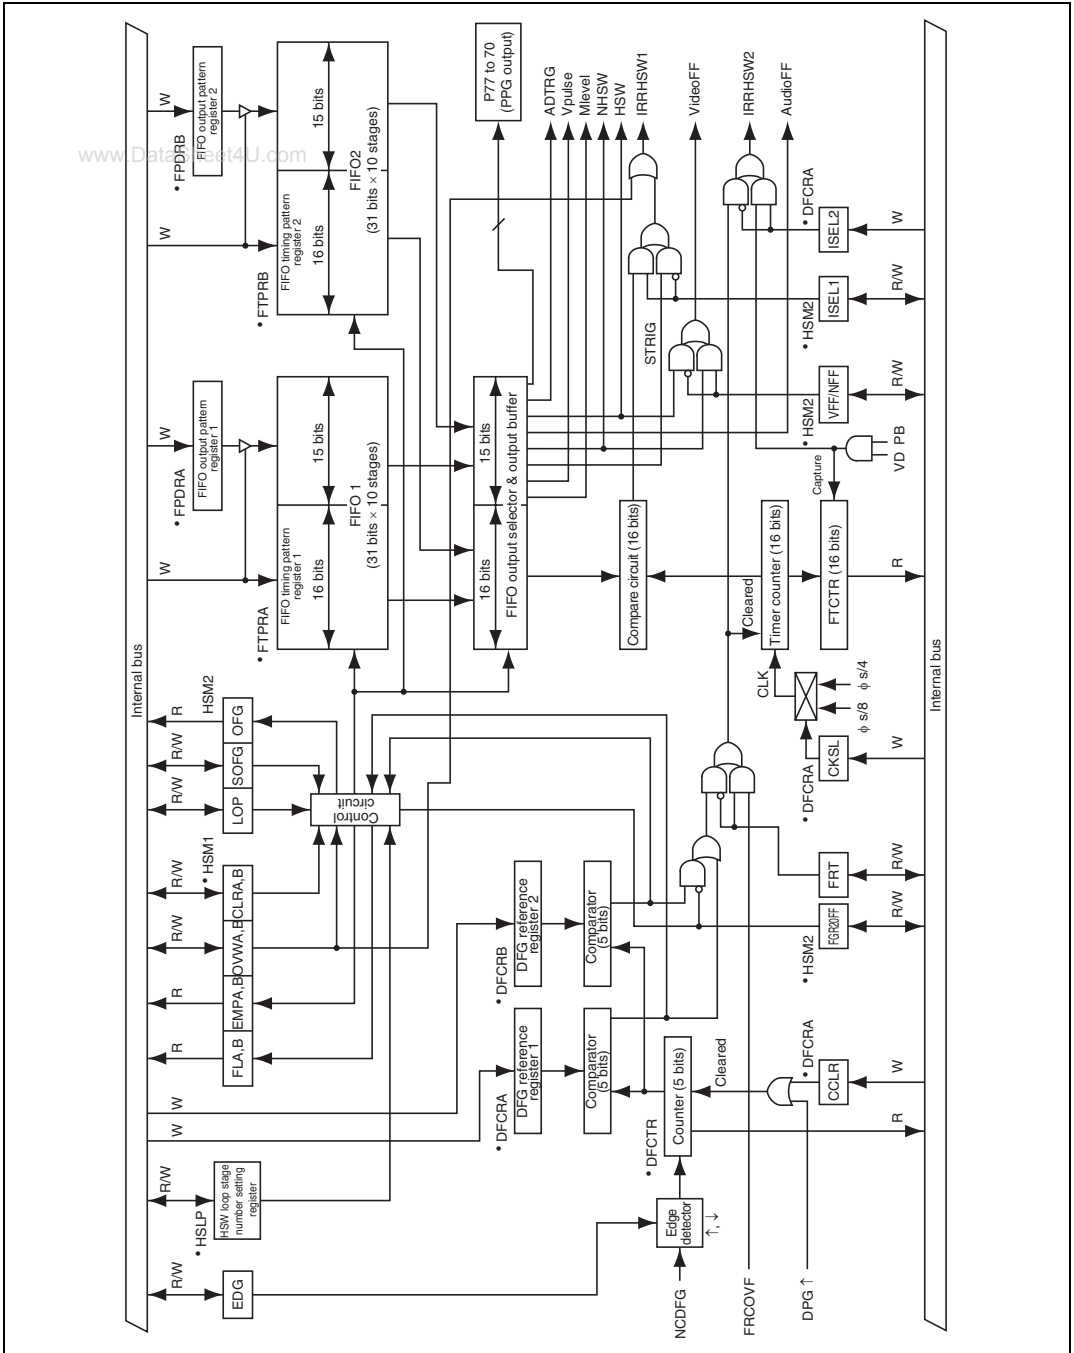 Internal bus
W
• FPDRB
FIFO output pattern
register 2
W
• FTPRB
FIFO timing pattern
register 2
16 bits
15 bits
FIFO2
(31 bits × 10 stages)
W
• FPDRA
FIFO output pattern
register 1
W
• FTPRA
FIFO timing pattern
register 1
16 bits
15 bits
FIFO 1
(31 bits × 10 stages)
P77 to 70
(PPG output)
ADTRG
Vpulse
Mlevel
NHSW
HSW
IRRHSW1
VideoFF
IRRHSW2
AudioFF
16 bits
15 bits
FIFO output selector & output buffer
STRIG
Compare circuit (16 bits)
Cleared
Timer counter (16 bits)
CLK
FTCTR (16 bits)
Capture
R
VD PB
• HSM2
VFF/NFF
R/W
• HSM2
ISEL1
R/W
• DFCRA
ISEL2
W
R
HSM2
OFG
R/W
SOFG
R/W
LOP
Control
circuit
R/W
• HSM1
CLRA,B
R/W
OVWA,B
R
EMPA,B
R
FLA,B
W
W
φ s/8
φ s/4
• DFCRA
CKSL
W
FRT
R/W
• HSM2
FGR20FF
R/W
• DFCRB
DFG reference
register 2
Comparator
(5 bits)
• DFCRA
DFG reference
register 1
Comparator
(5 bits)
• DFCTR
Counter (5 bits)
Cleared
• DFCRA
CCLR
W
R
R/W
• HSLP
HSW loop stage
number setting
register
R/W
EDG
Edge
detector
↑, ↓
NCDFG
FRCOVF
DPG ↑
Internal bus
www.DataSheet4U.com